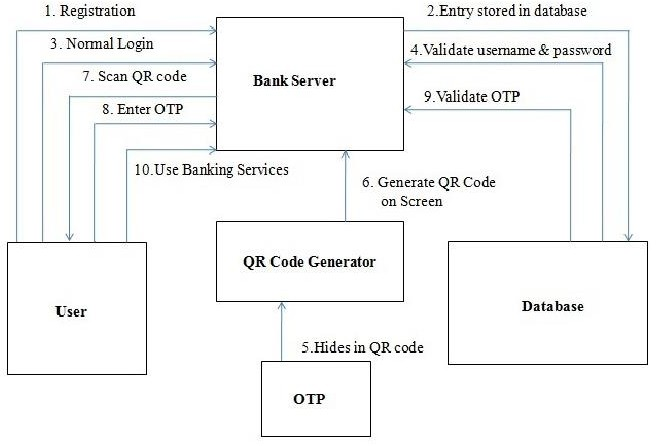 1. Registration
2.Entry stored in database
3. Normal Login
4.Validate username & password
7. Scan QR code
Bank Server
8. Enter OTP
9.Validate OTP
10.Use Banking Services
6. Generate QR Code
on Screen
QR Code Generator
User
Database
5.Hides in QR code
OTP